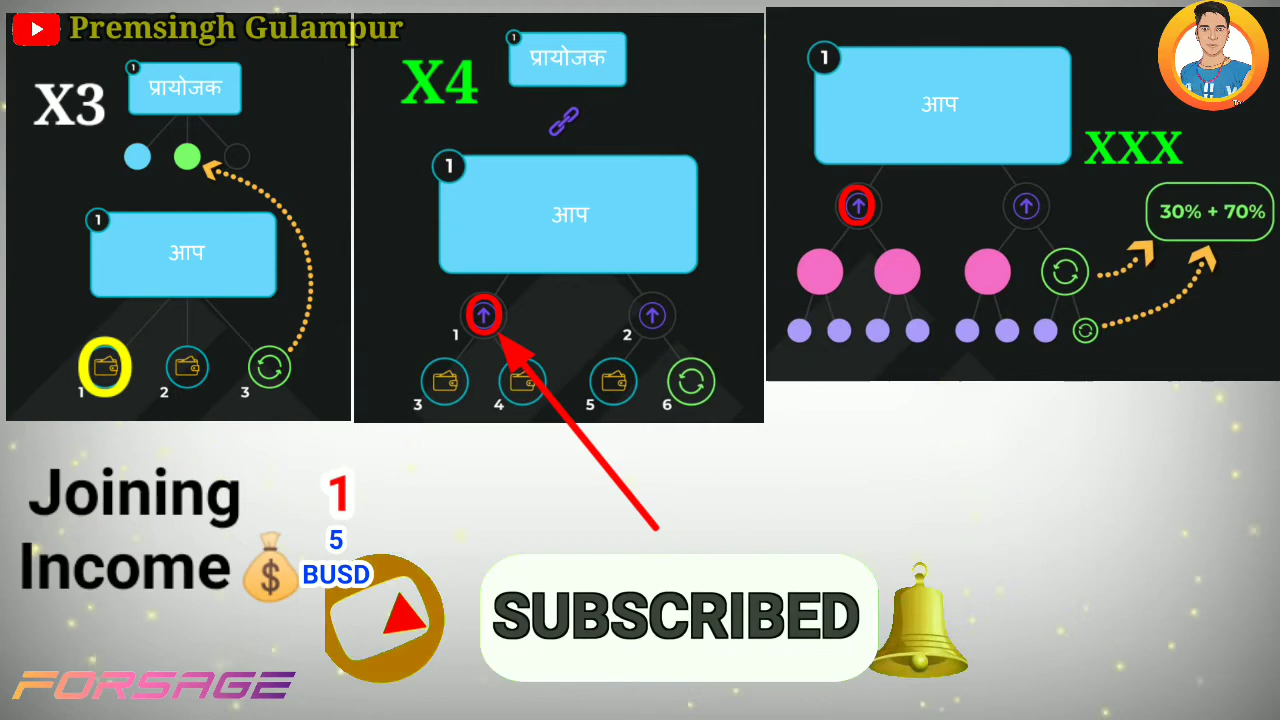 Premsingh Gulampur
X3
1
प्रायोजक
1
आप
1
2
3
X4
1
प्रायोजक
1
आप
1
2
3
4
5
6
1
आप
XXX
30% + 70%
Joining
Income
1
5
BUSD
SUBSCRIBED
FORSAGE